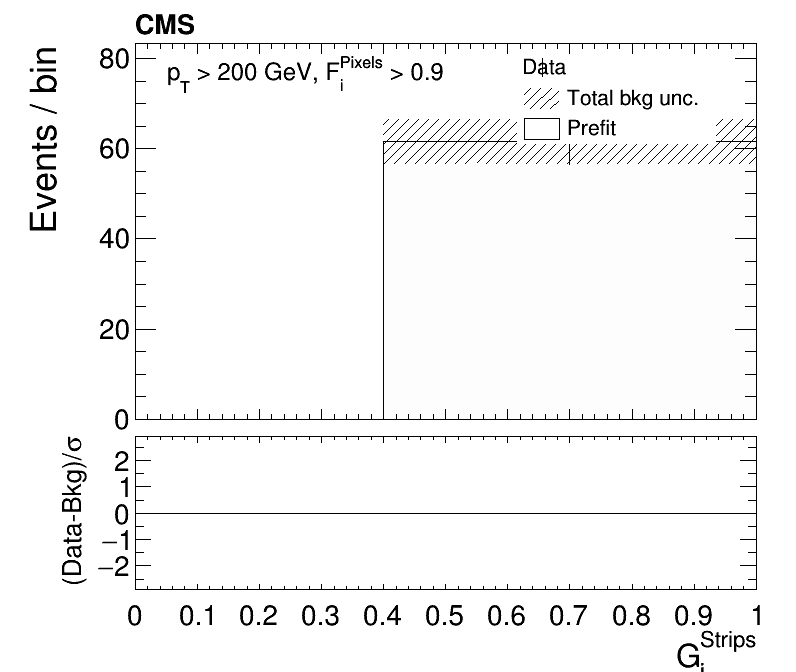 CMS
p_T > 200 GeV, F_i^Pixels > 0.9
Data
Total bkg unc.
Prefit
Events / bin
80
60
40
20
0
(Data-Bkg)/σ
2
1
0
−1
−2
0 0.1 0.2 0.3 0.4 0.5 0.6 0.7 0.8 0.9 1
G_i^Strips